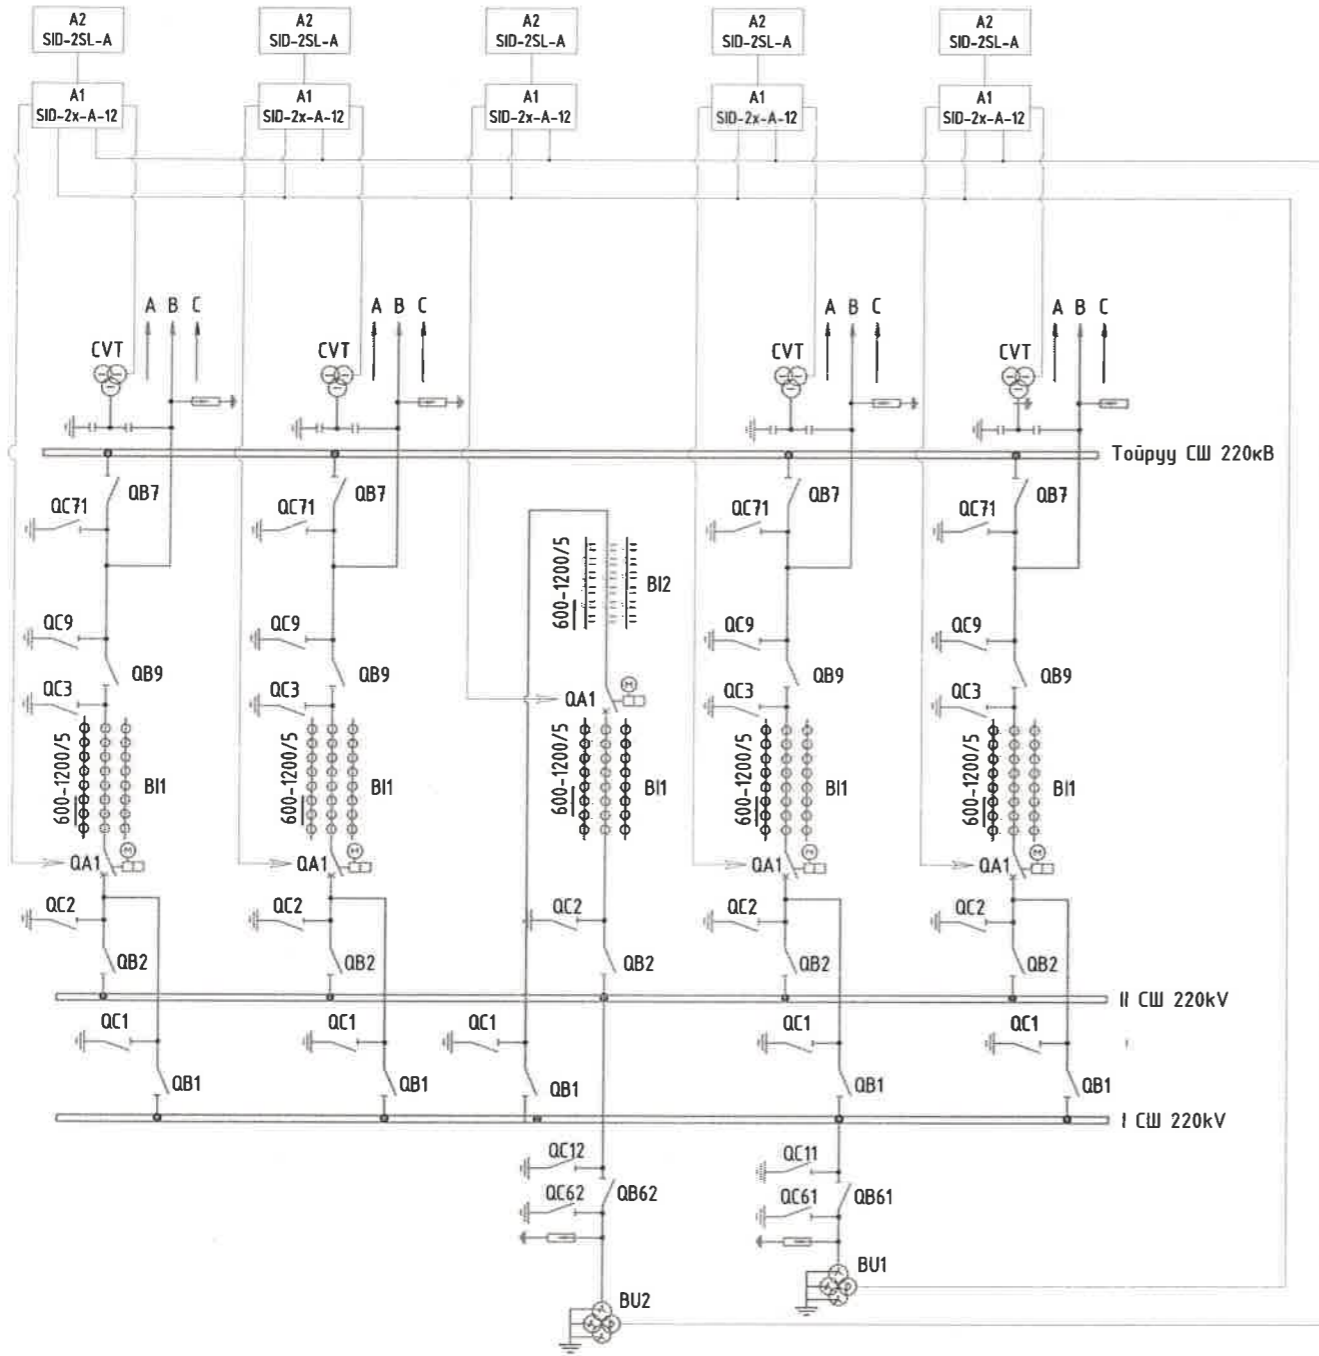 A2
SID-2SL-A
A2
SID-2SL-A
A2
SID-2SL-A
A2
SID-2SL-A
A2
SID-2SL-A
A1
SID-2x-A-12
A1
SID-2x-A-12
A1
SID-2x-A-12
A1
SID-2x-A-12
A1
SID-2x-A-12
A B C
A B C
A B C
A B C
CVT
CVT
CVT
CVT
Тойруу СШ 220кВ
QB7
QB7
QB7
QB7
QC71
QC71
QC71
QC71
600-1200/5
BI2
QC9
QC9
QC9
QC9
QB9
QB9
QB9
QB9
QC3
QC3
QA1
M
QC3
QC3
600-1200/5
BI1
600-1200/5
BI1
600-1200/5
BI1
600-1200/5
BI1
600-1200/5
BI1
QA1
M
QA1
M
QA1
M
QA1
M
QC2
QC2
QC2
QC2
QC2
QB2
QB2
QB2
QB2
QB2
II СШ 220kV
QC1
QC1
QC1
QC1
QC1
QB1
QB1
QB1
QB1
QB1
I СШ 220kV
QC12
QC11
QC62
QB62
QC61
QB61
BU1
BU2